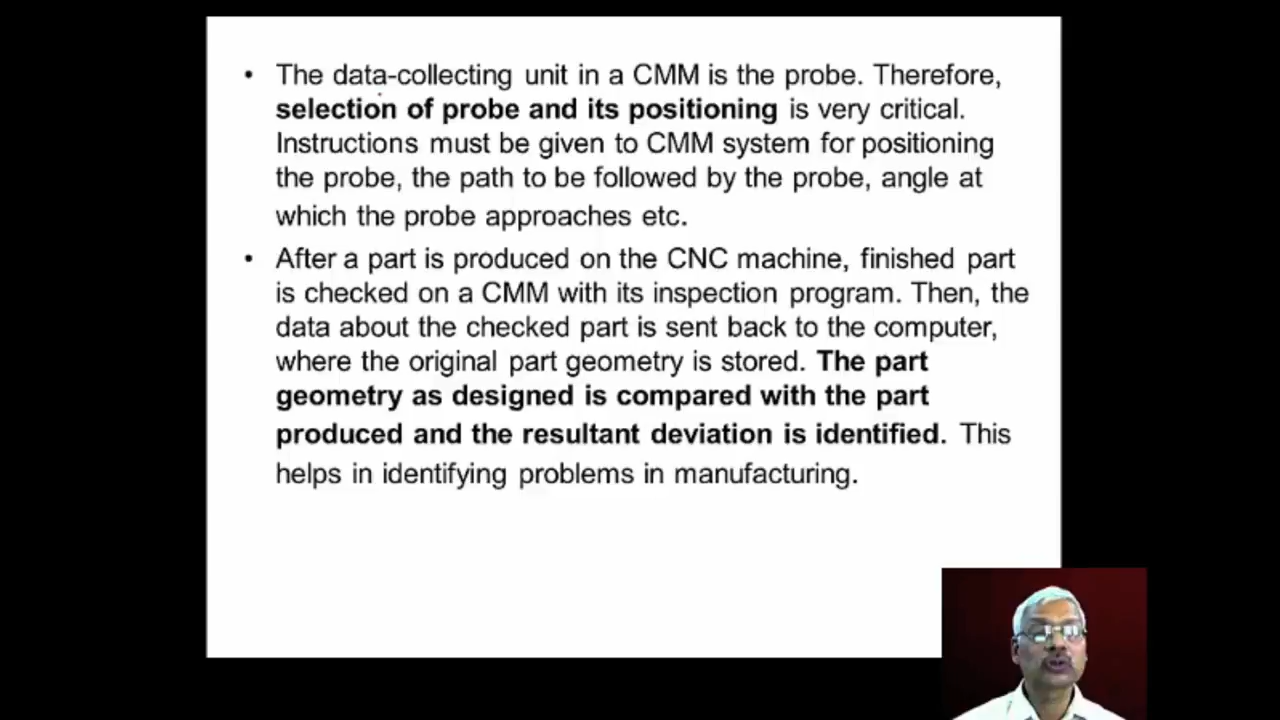 • The data-collecting unit in a CMM is the probe. Therefore,
selection of probe and its positioning is very critical.
Instructions must be given to CMM system for positioning
the probe, the path to be followed by the probe, angle at
which the probe approaches etc.
• After a part is produced on the CNC machine, finished part
is checked on a CMM with its inspection program. Then, the
data about the checked part is sent back to the computer,
where the original part geometry is stored. The part
geometry as designed is compared with the part
produced and the resultant deviation is identified. This
helps in identifying problems in manufacturing.